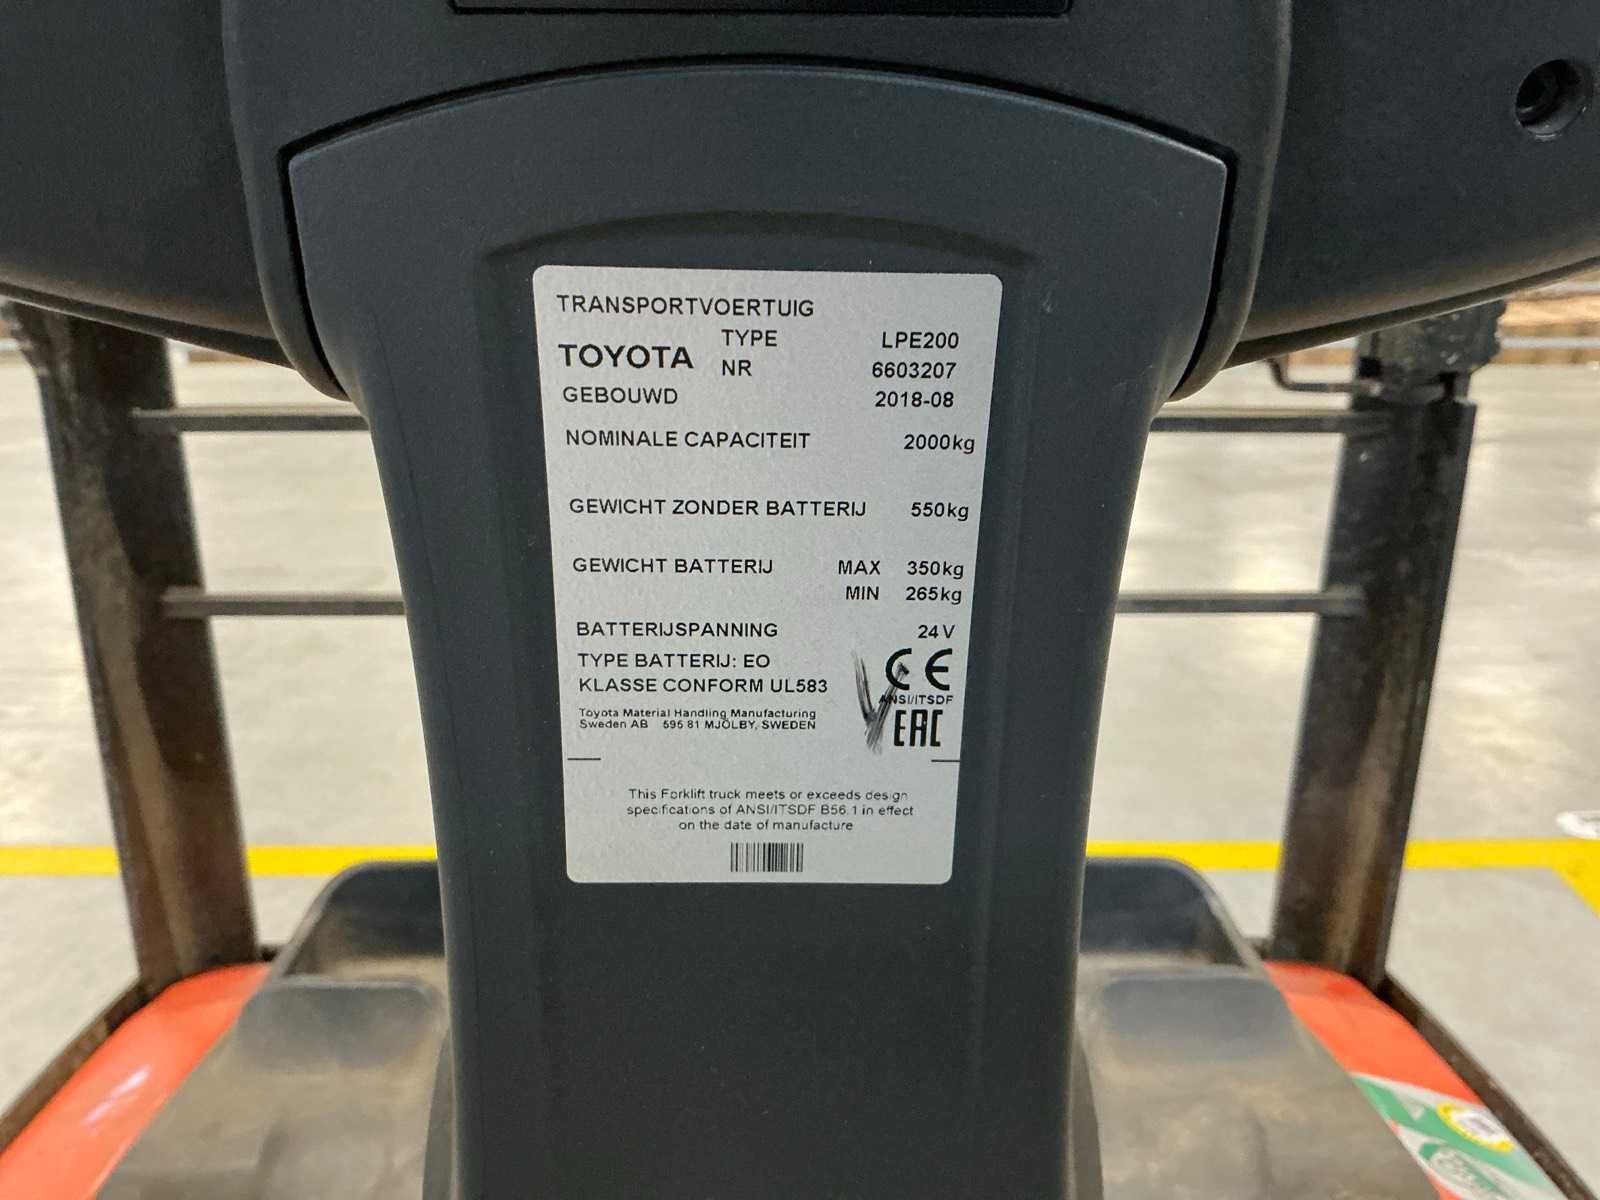 TRANSPORTVOERTUIG
TOYOTA TYPE LPE200
NR 6603207
GEBOUWD 2018-08
NOMINALE CAPACITEIT 2000kg
GEWICHT ZONDER BATTERIJ 550kg
GEWICHT BATTERIJ MAX 350kg
MIN 265kg
BATTERIJSPANNING 24V
TYPE BATTERIJ: EO
KLASSE CONFORM UL583
CE
ANSI/ITSDF
EAC
Toyota Material Handling Manufacturing
Sweden AB 595 81 MJÖLBY, SWEDEN
This Forklift truck meets or exceeds design
specifications of ANSI/ITSDF B56.1 in effect
on the date of manufacture